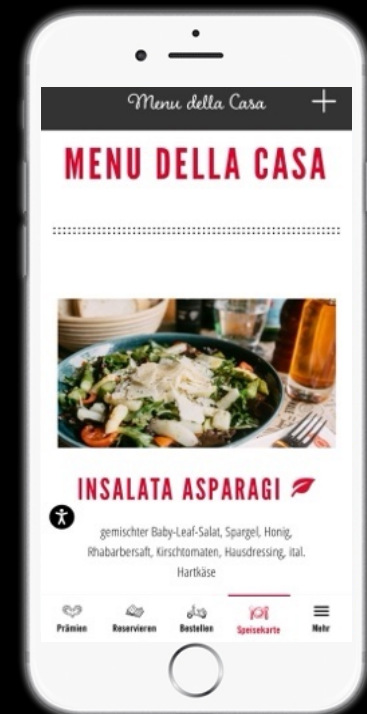 Menu della Casa
MENU DELLA CASA
INSALATA ASPARAGI
gemischter Baby-Leaf-Salat, Spargel, Honig,
Rhabarbersaft, Kirschtomaten, Hausdressing, ital.
Hartkäse
Prämien Reservieren Bestellen Speisekarte Mehr